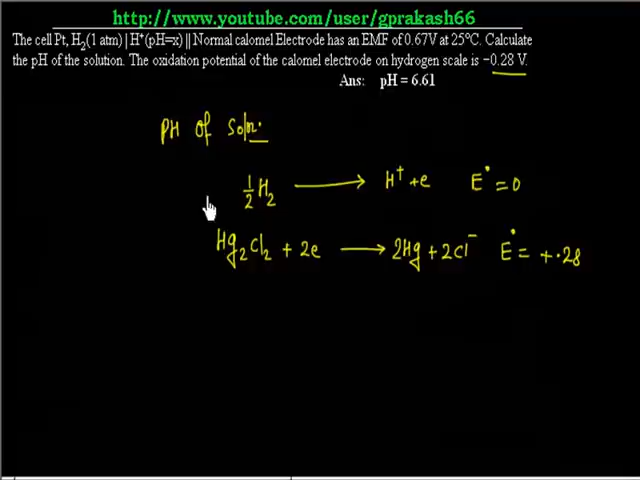 http://www.youtube.com/user/gprakash66
The cell Pt, H₂(1 atm) | H⁺(pH=x) || Normal calomel Electrode has an EMF of 0.67V at 25°C. Calculate
the pH of the solution. The oxidation potential of the calomel electrode on hydrogen scale is −0.28 V.
Ans: pH = 6.61
PH of Soln.
½H₂ ⟶ H⁺ + e E° = 0
Hg₂Cl₂ + 2e ⟶ 2Hg + 2Cl⁻ E° = +.28